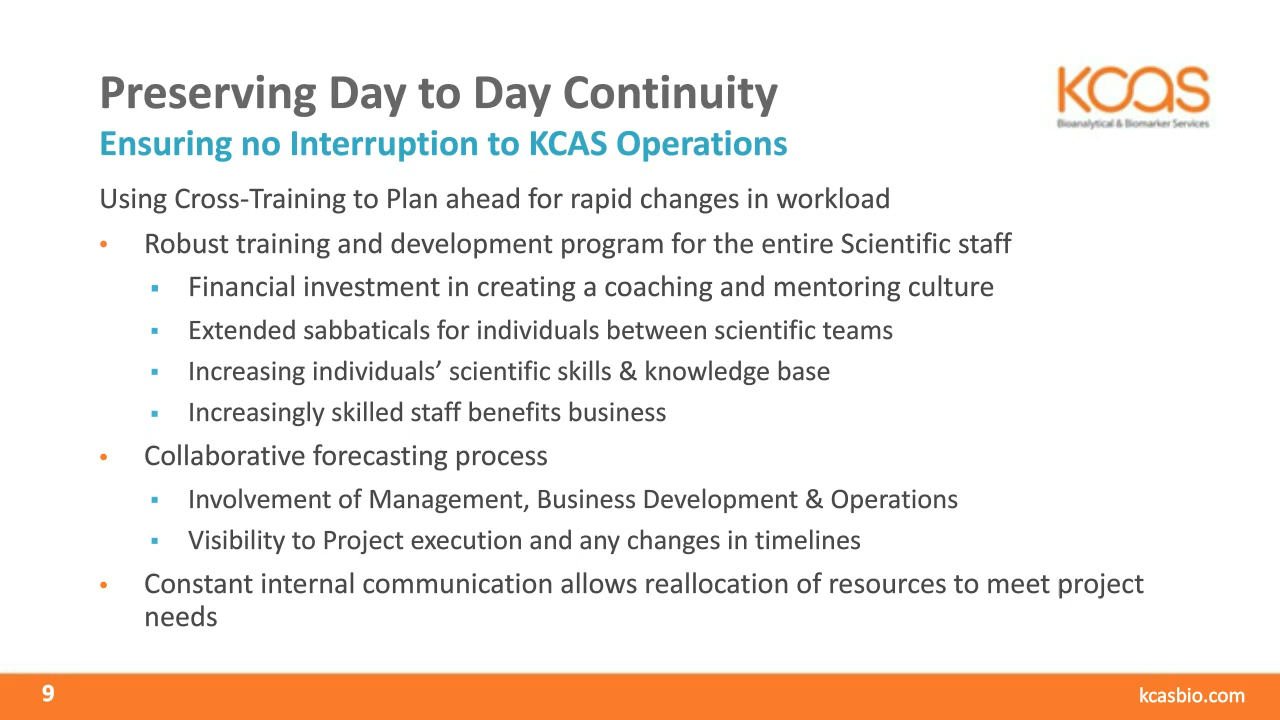 Preserving Day to Day Continuity
KCAS
Bioanalytical & Biomarker Services
Ensuring no Interruption to KCAS Operations
Using Cross-Training to Plan ahead for rapid changes in workload
• Robust training and development program for the entire Scientific staff
▪ Financial investment in creating a coaching and mentoring culture
▪ Extended sabbaticals for individuals between scientific teams
▪ Increasing individuals’ scientific skills & knowledge base
▪ Increasingly skilled staff benefits business
• Collaborative forecasting process
▪ Involvement of Management, Business Development & Operations
▪ Visibility to Project execution and any changes in timelines
• Constant internal communication allows reallocation of resources to meet project
needs
9
kcasbio.com